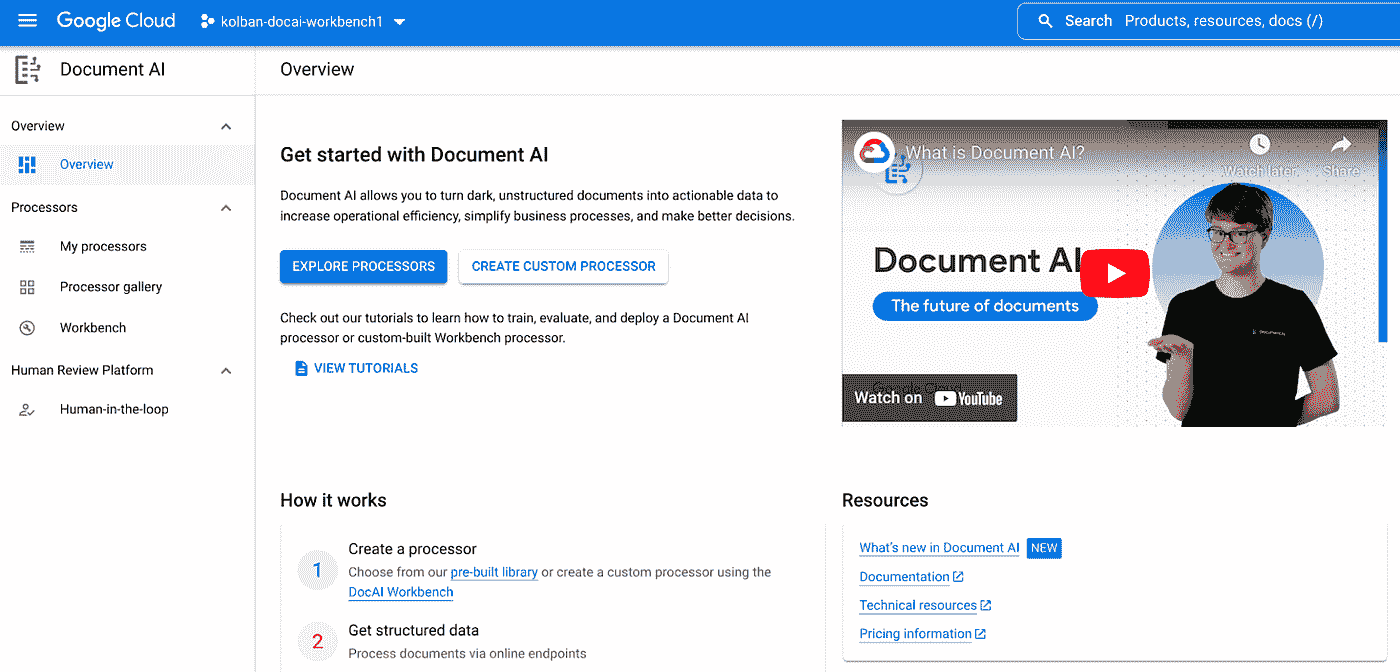 Google Cloud
kolban-docai-workbench1
Search Products, resources, docs (/)
Document AI
Overview
Overview
Overview
Processors
My processors
Processor gallery
Workbench
Human Review Platform
Human-in-the-loop
Get started with Document AI
Document AI allows you to turn dark, unstructured documents into actionable data to
increase operational efficiency, simplify business processes, and make better decisions.
EXPLORE PROCESSORS
CREATE CUSTOM PROCESSOR
Check out our tutorials to learn how to train, evaluate, and deploy a Document AI
processor or custom-built Workbench processor.
VIEW TUTORIALS
What is Document AI?
Watch later
Share
Document AI
The future of documents
Google Cloud
Watch on YouTube
How it works
1
Create a processor
Choose from our pre-built library or create a custom processor using the
DocAI Workbench
2
Get structured data
Process documents via online endpoints
Resources
What's new in Document AI NEW
Documentation
Technical resources
Pricing information